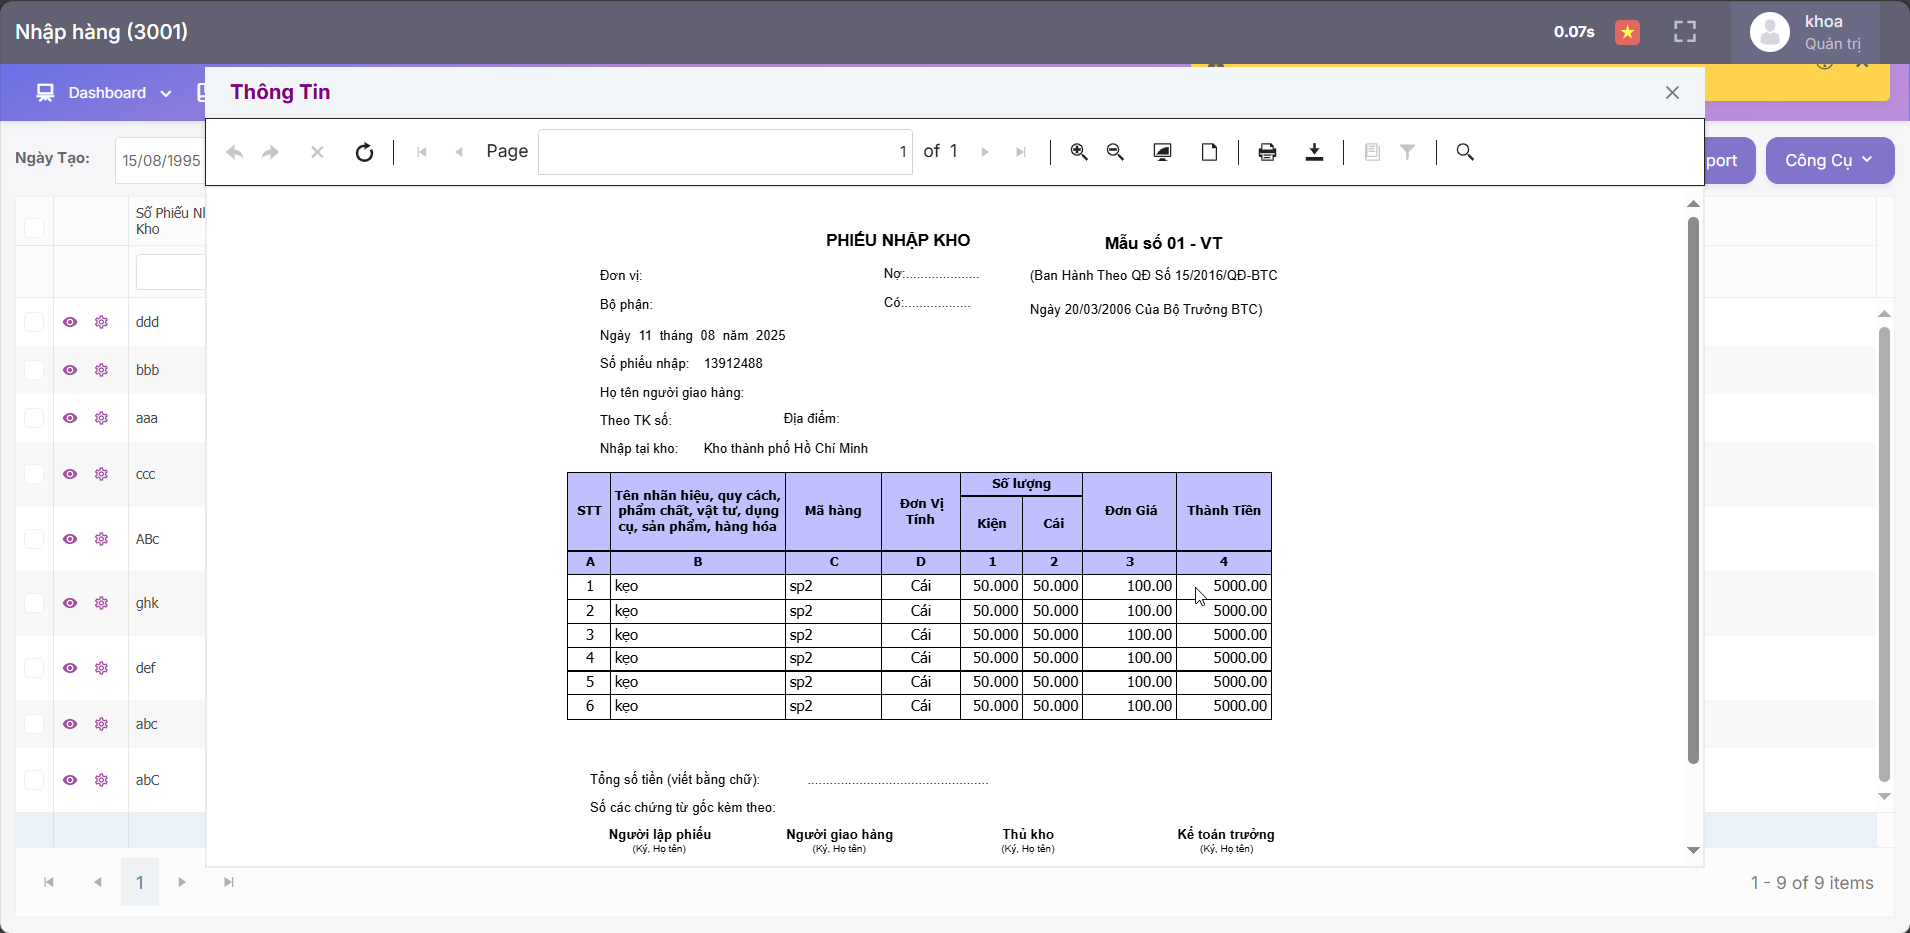 Nhập hàng (3001)
0.07s
khoa
Quản trị
Dashboard
Thông Tin
Ngày Tạo:
15/08/1995
Page
1
of 1
port
Công Cụ
Số Phiếu
Kho
PHIẾU NHẬP KHO
Mẫu số 01 - VT
Đơn vị:
Nợ:....................
(Ban Hành Theo QĐ Số 15/2016/QĐ-BTC
Bộ phận:
Có:..................
Ngày 20/03/2006 Của Bộ Trưởng BTC)
Ngày 11 tháng 08 năm 2025
Số phiếu nhập: 13912488
Họ tên người giao hàng:
Theo TK số:
Địa điểm:
Nhập tại kho: Kho thành phố Hồ Chí Minh
STT
Tên nhãn hiệu, quy cách,
phẩm chất, vật tư, dụng
cụ, sản phẩm, hàng hóa
Mã hàng
Đơn Vị
Tính
Số lượng
Kiện
Cái
Đơn Giá
Thành Tiền
A B C D 1 2 3 4
1 kẹo sp2 Cái 50.000 50.000 100.00 5000.00
2 kẹo sp2 Cái 50.000 50.000 100.00 5000.00
3 kẹo sp2 Cái 50.000 50.000 100.00 5000.00
4 kẹo sp2 Cái 50.000 50.000 100.00 5000.00
5 kẹo sp2 Cái 50.000 50.000 100.00 5000.00
6 kẹo sp2 Cái 50.000 50.000 100.00 5000.00
Tổng số tiền (viết bằng chữ): .................................................
Số các chứng từ gốc kèm theo:
Người lập phiếu
(Ký, Họ tên)
Người giao hàng
(Ký, Họ tên)
Thủ kho
(Ký, Họ tên)
Kế toán trưởng
(Ký, Họ tên)
ddd
bbb
aaa
ccc
ABc
ghk
def
abc
abC
1
1 - 9 of 9 items